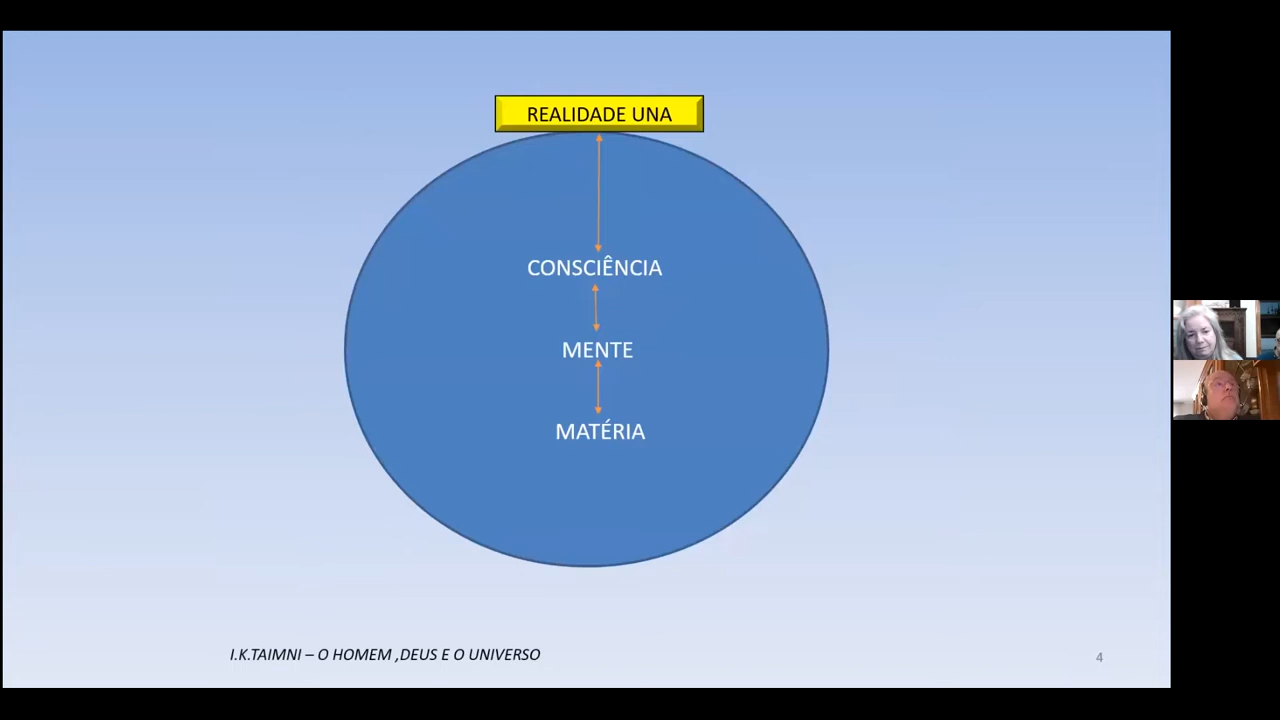 REALIDADE UNA
CONSCIÊNCIA
MENTE
MATÉRIA
I.K.TAIMNI – O HOMEM ,DEUS E O UNIVERSO
4